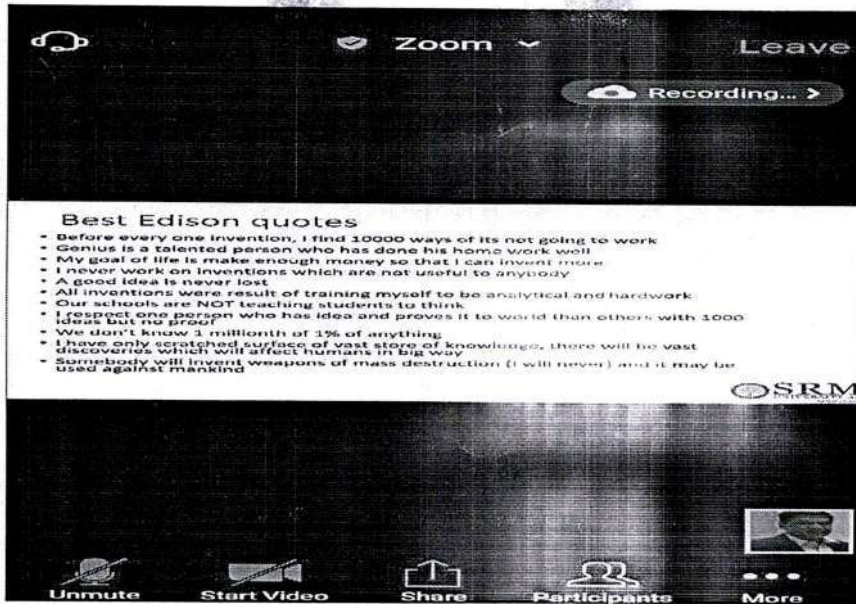 Zoom
Leave
Recording... >
Best Edison quotes
• Before every one invention, I find 10000 ways of its not going to work
• Genius is a talented person who has done his home work well
• My goal of life is make enough money so that I can invent more
• I never work on inventions which are not useful to anybody
• A good idea is never lost
• All inventions were result of training myself to be analytical and hardwork
• Our schools are NOT teaching students to think
• I respect one person who has idea and proves it to world than others with 1000
ideas but no proof
• We don't know 1 millionth of 1% of anything
• I have only scratched surface of vast store of knowledge, there will be vast
discoveries which will affect humans in big way
• Somebody will invent weapons of mass destruction (I will never) and it may be
used against mankind
SRM
Unmute Start Video Share Participants More